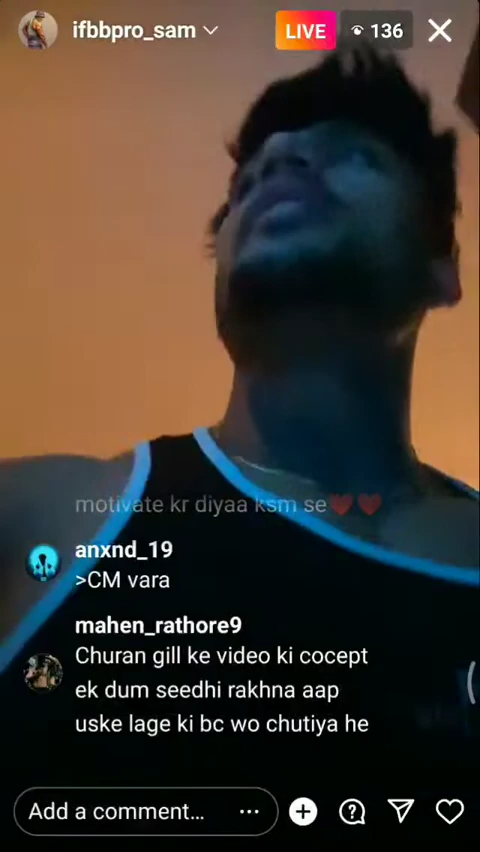 ifbbpro_sam
LIVE
136
motivate kr diyaa ksm se❤️❤️
anxnd_19
>CM vara
mahen_rathore9
Churan gill ke video ki cocept
ek dum seedhi rakhna aap
uske lage ki bc wo chutiya he
Add a comment...